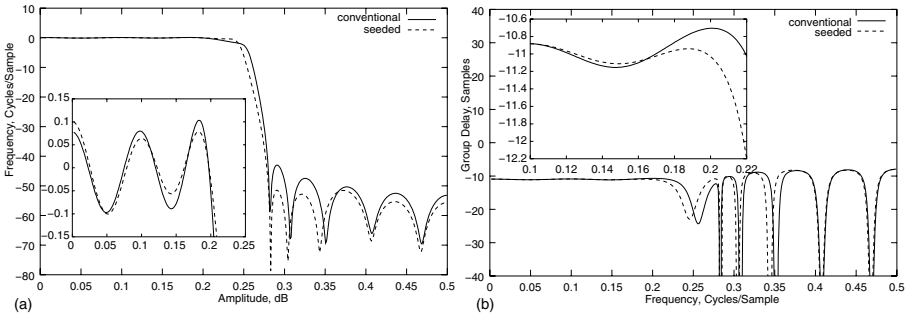 conventional
seeded
20
10
0
−10
−20
−30
−40
−50
−60
−70
80
Frequency, Cycles/Sample
0.15
0.1
0.05
0
−0.05
−0.1
−0.15
0 0.05 0.1 0.15 0.2 0.25
0 0.05 0.1 0.15 0.2 0.25 0.3 0.35 0.4 0.45 0.5
Amplitude, dB
(a)
conventional
seeded
40
30
20
10
0
−10
−20
−30
40
Group Delay, Samples
−10.6
−10.8
−11
−11.2
−11.4
−11.6
−11.8
−12
−12.2
0.1 0.12 0.14 0.16 0.18 0.20 0.22
0 0.05 0.1 0.15 0.2 0.25 0.3 0.35 0.4 0.45 0.5
Frequency, Cycles/Sample
(b)